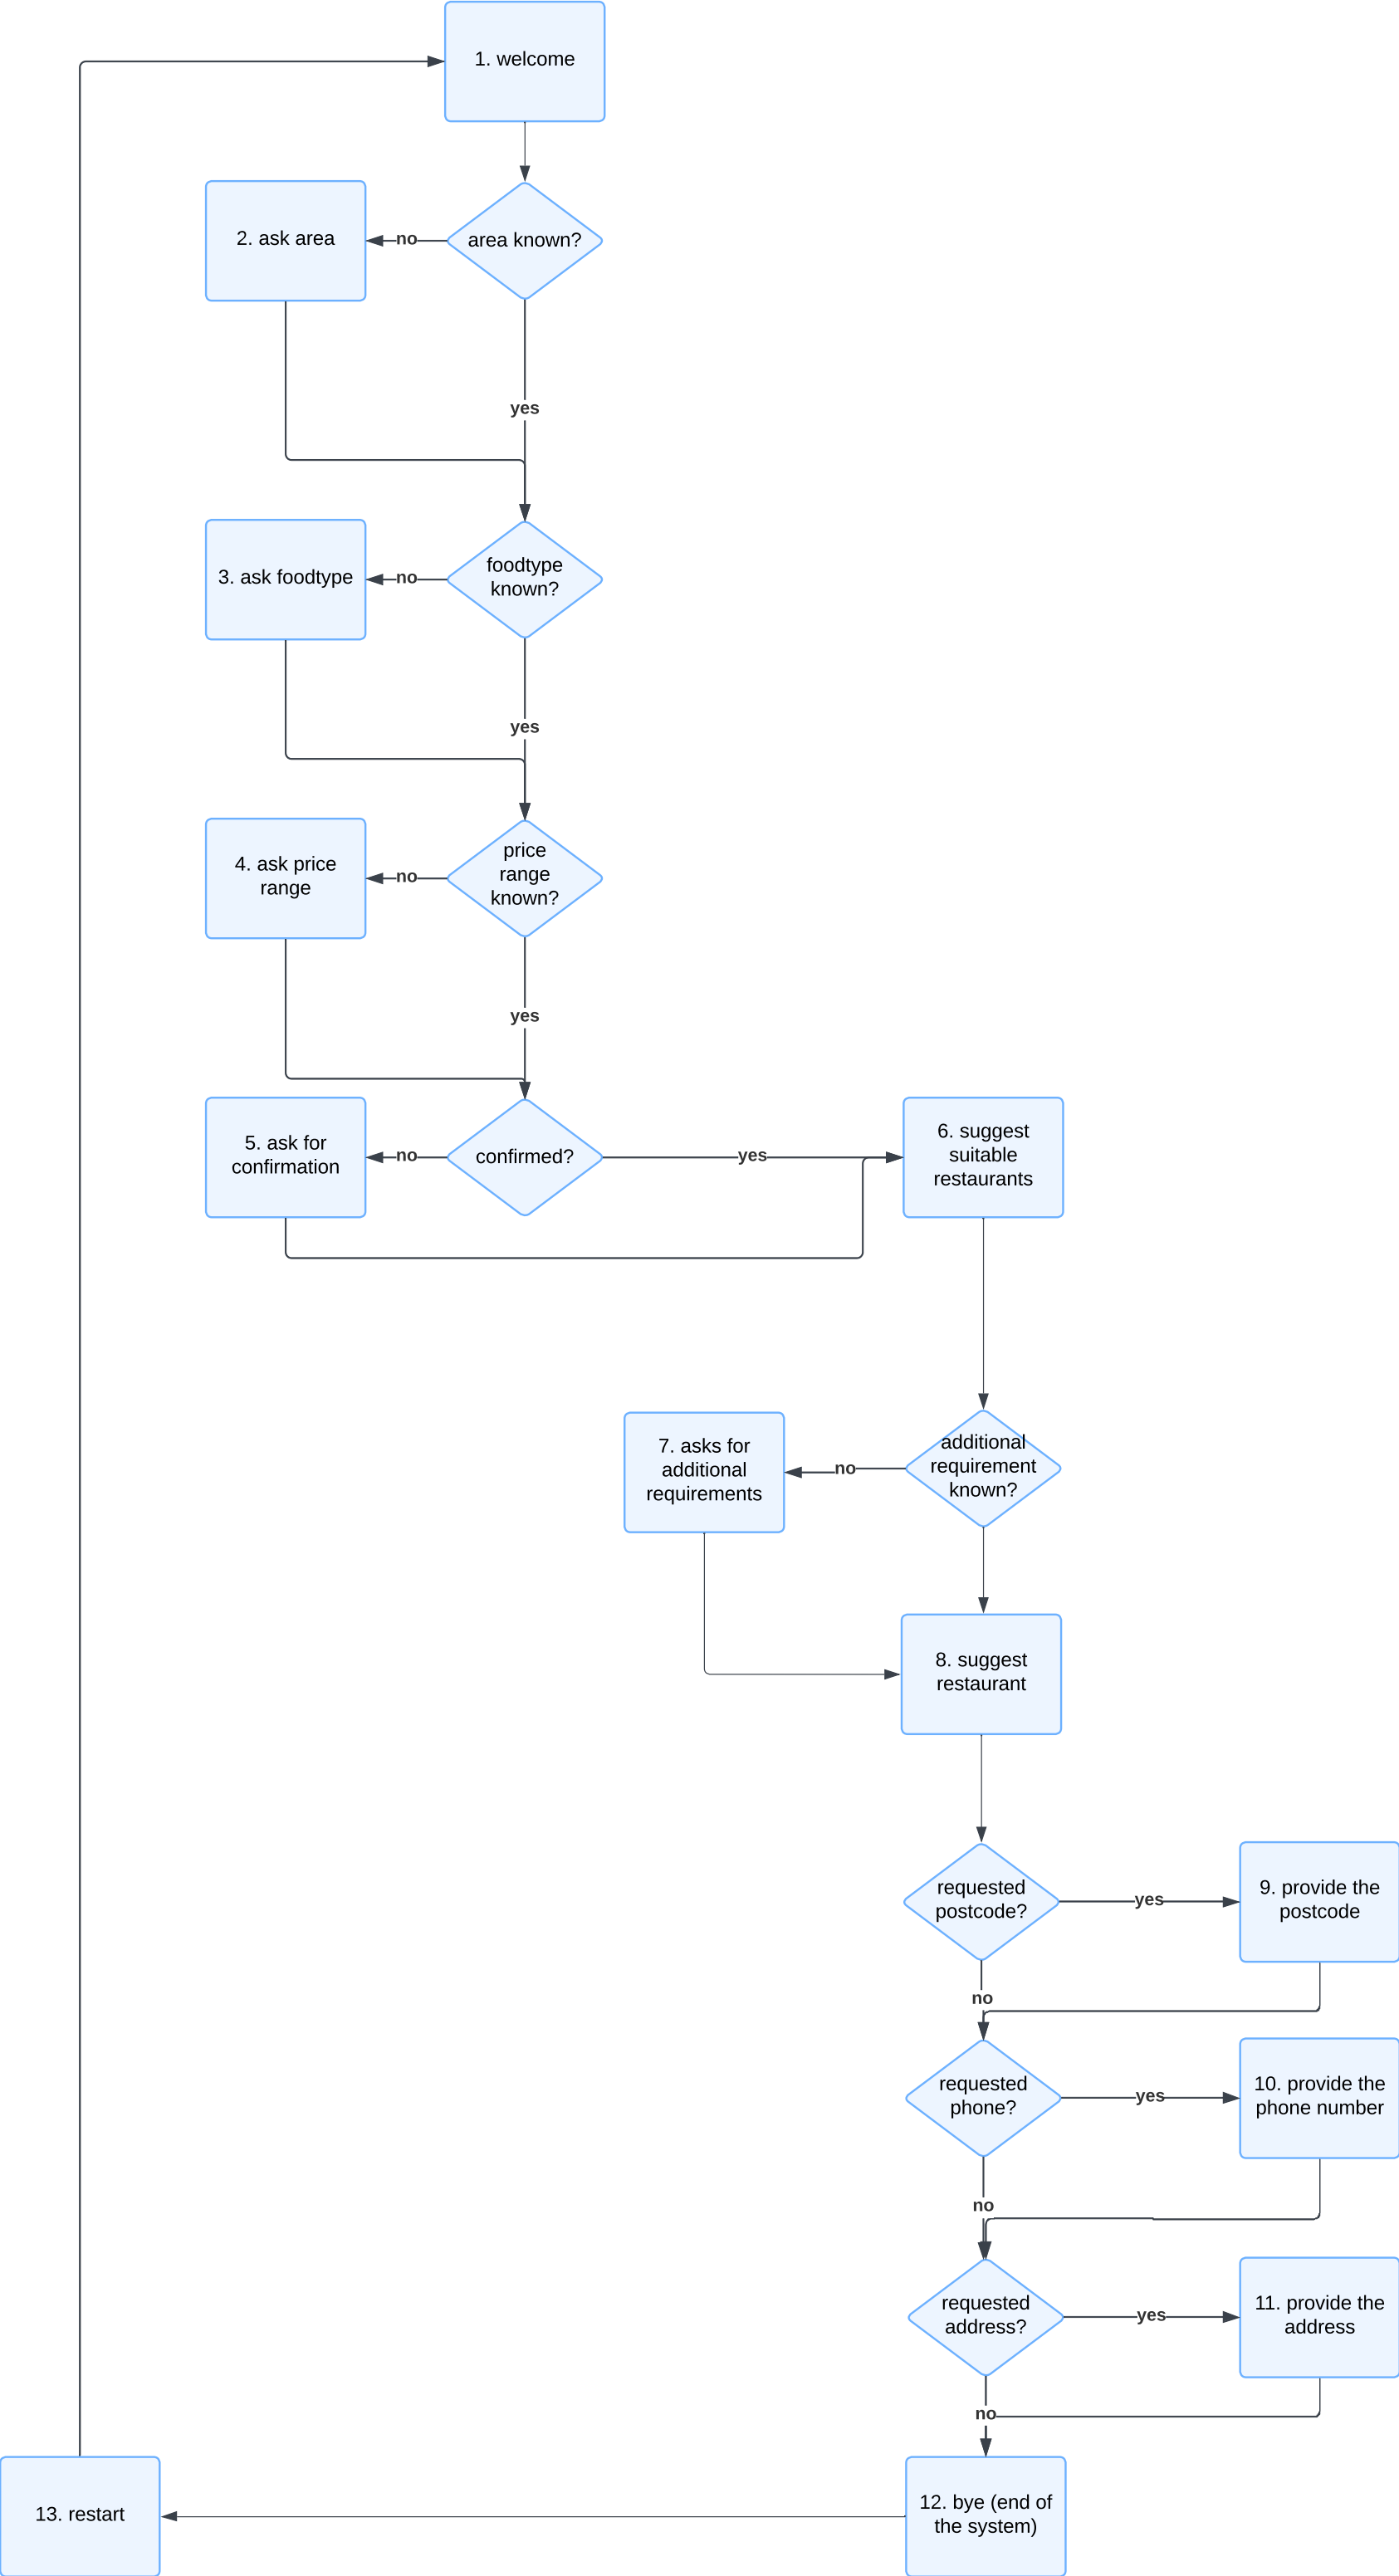 1. welcome
2. ask area
no
area known?
yes
3. ask foodtype
no
foodtype
known?
yes
4. ask price
range
no
price
range
known?
yes
5. ask for
confirmation
no
confirmed?
yes
6. suggest
suitable
restaurants
7. asks for
additional
requirements
no
additional
requirement
known?
8. suggest
restaurant
requested
postcode?
yes
9. provide the
postcode
no
requested
phone?
yes
10. provide the
phone number
no
requested
address?
yes
11. provide the
address
no
13. restart
12. bye (end of
the system)